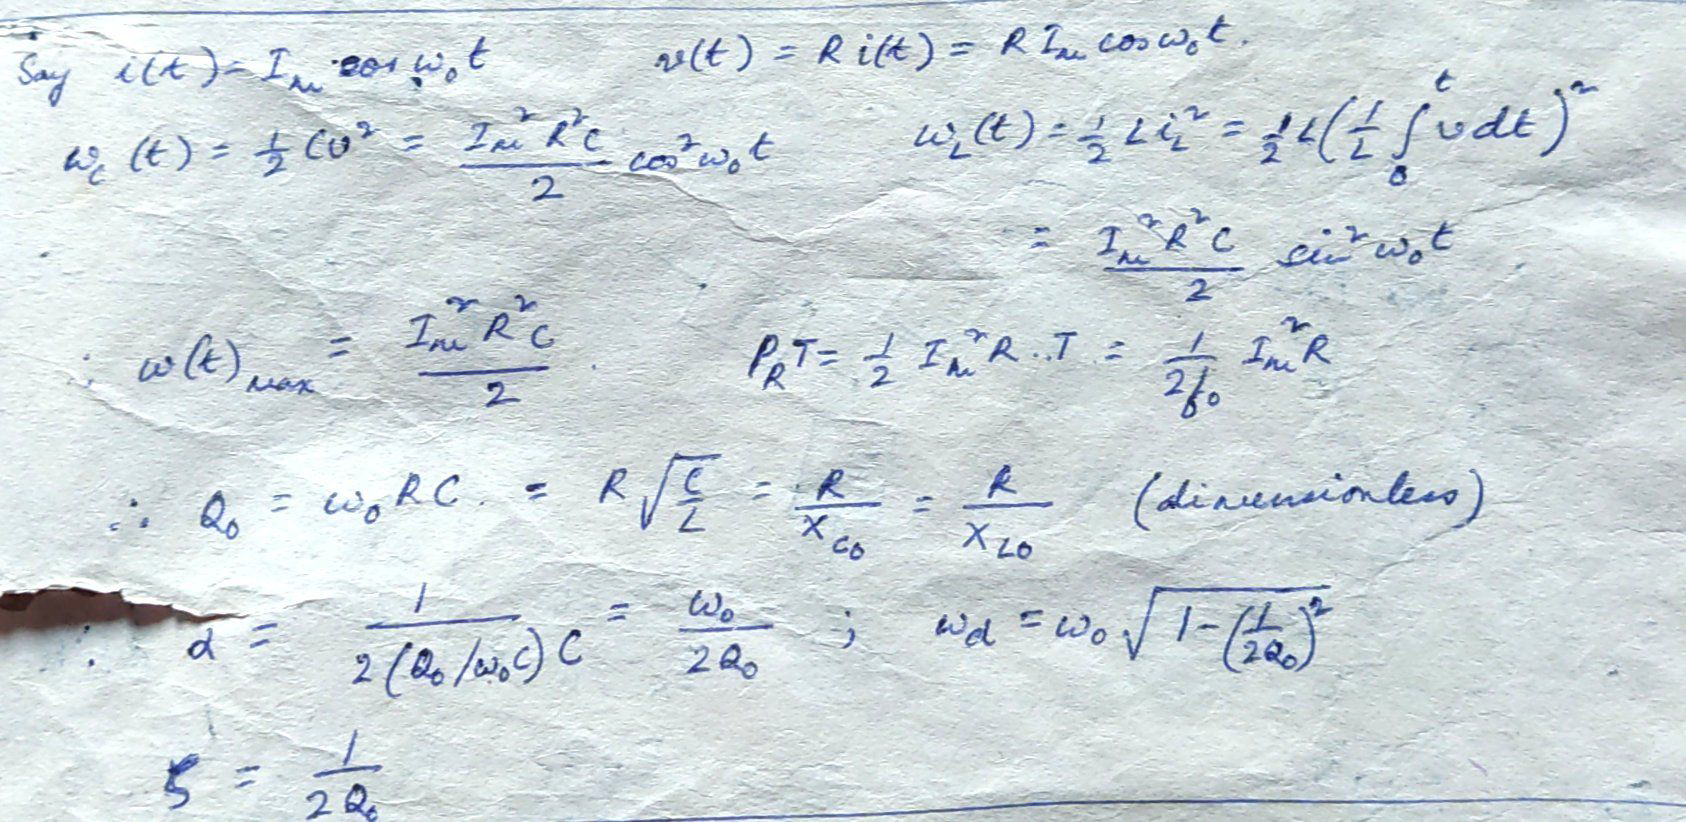 Say i(t) = I_m cos ω₀t v(t) = R i(t) = R I_m cos ω₀t.
w_c(t) = 1/2 Cv² = I_m²R²C/2 cos² ω₀t w_L(t) = 1/2 L i_L² = 1/2 L(1/L ∫₀ᵗ v dt)²
= I_m²R²C/2 sin² ω₀t
∴ w(t)_max = I_m²R²C/2 . P_R T = 1/2 I_m²R..T = 1/2f₀ I_m²R
∴ Q₀ = ω₀RC. = R√(C/L) = R/X_C0 = R/X_L0 (dimensionless)
∴ α = 1/2(Q₀/ω₀C)C = ω₀/2Q₀ ; ω_d = ω₀√(1-(1/2Q₀)²)
ζ = 1/2Q₀